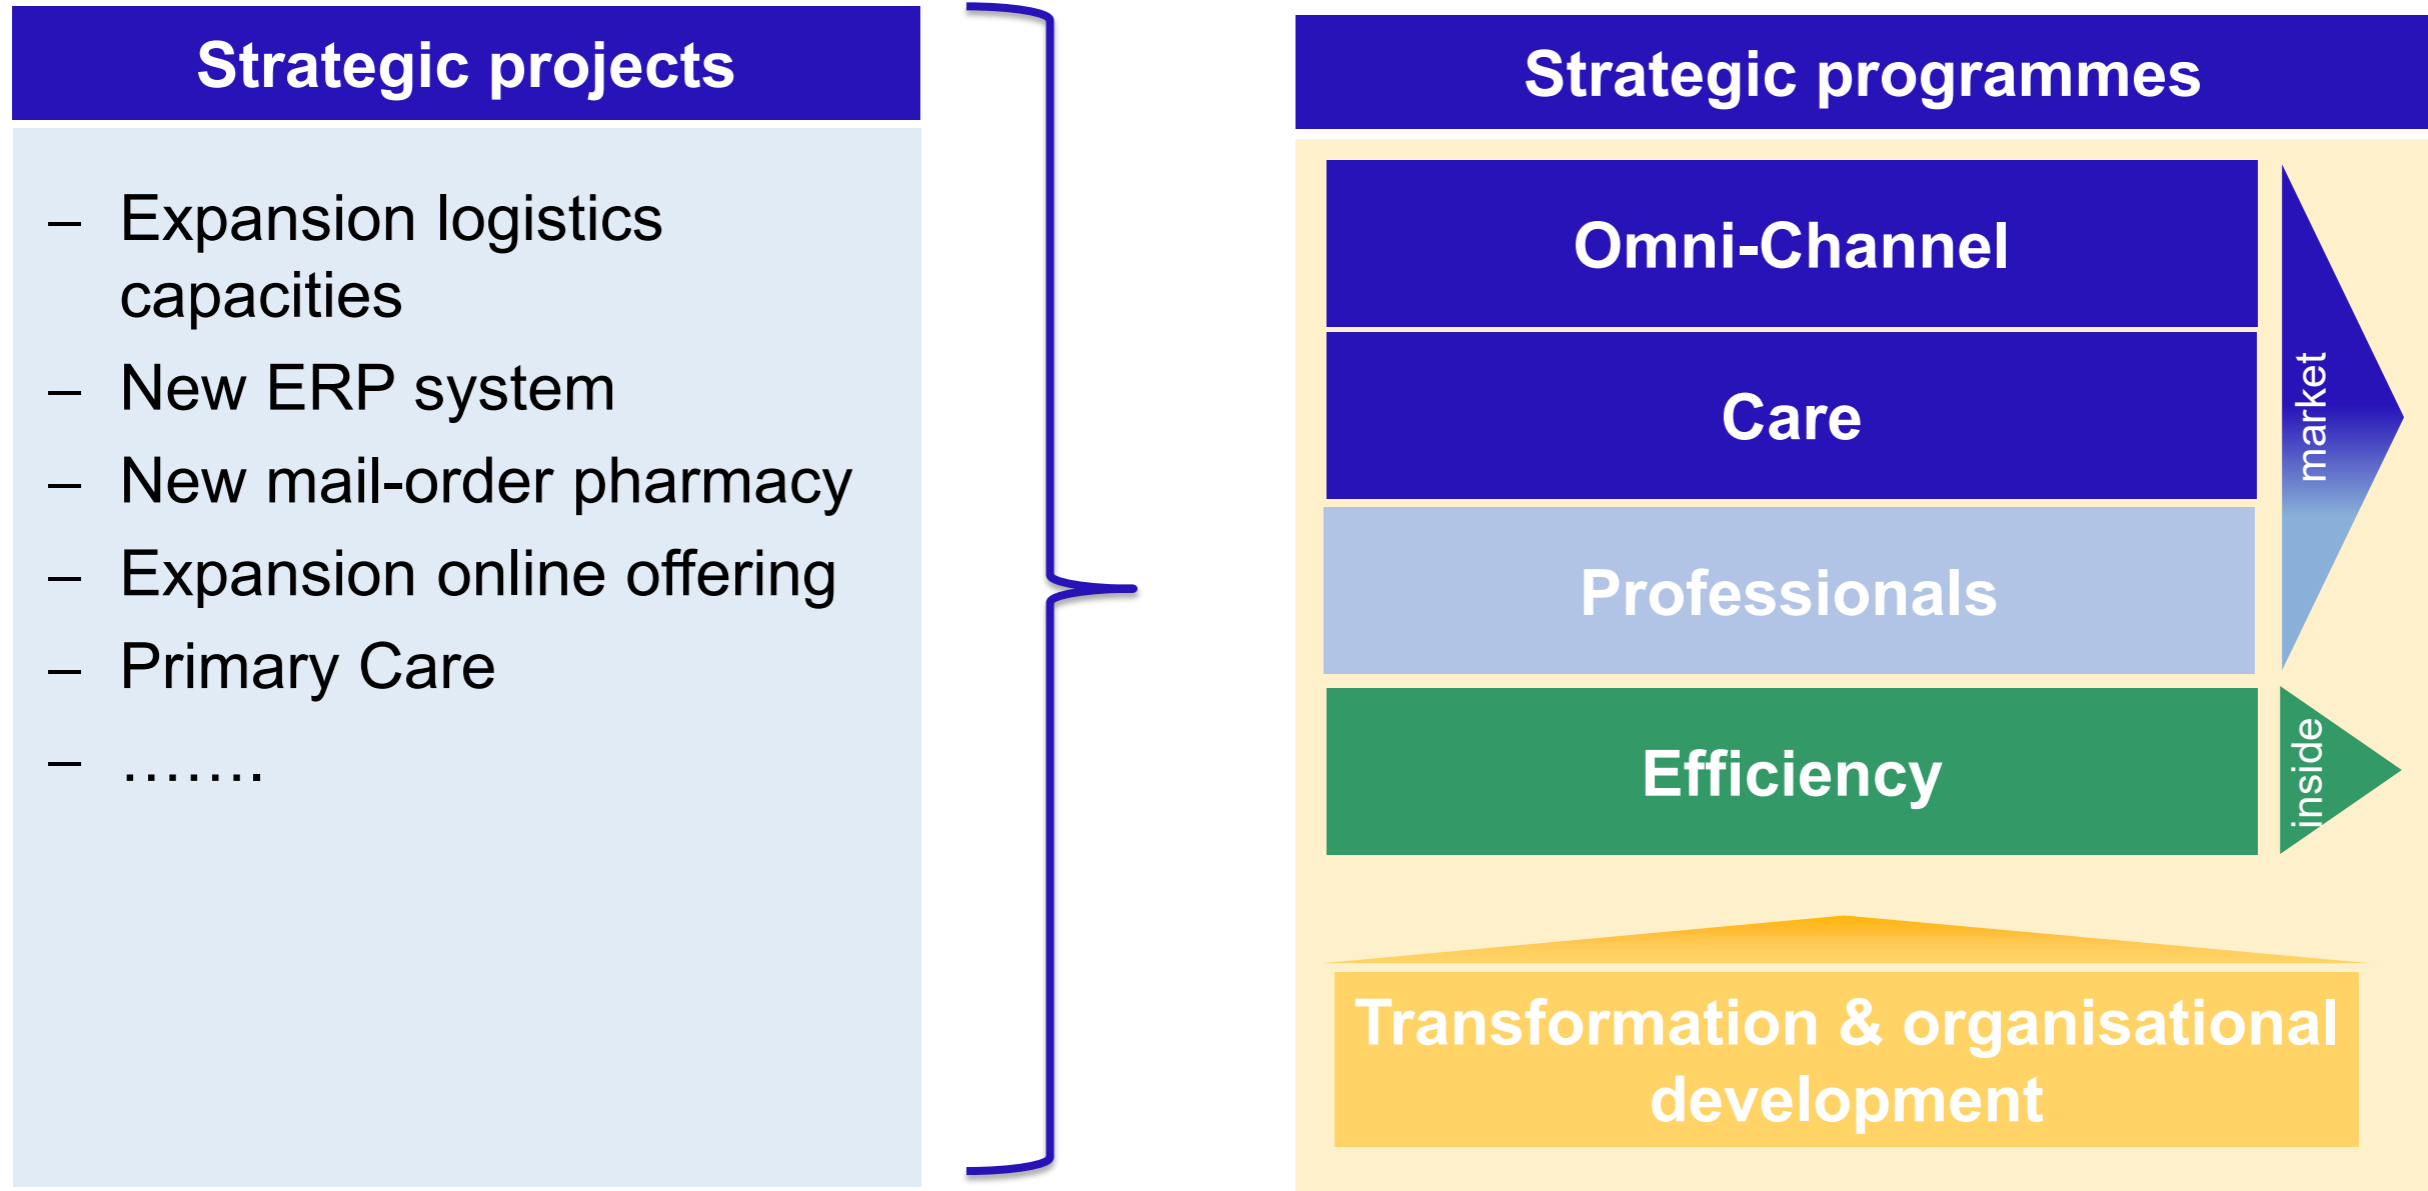 Strategic projects
– Expansion logistics
capacities
– New ERP system
– New mail-order pharmacy
– Expansion online offering
– Primary Care
– …….
Strategic programmes
Omni-Channel
Care
Professionals
market
Efficiency
inside
Transformation & organisational
development